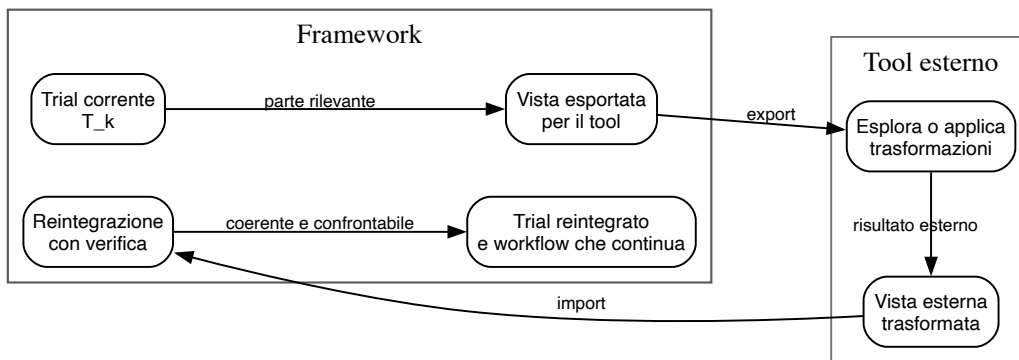 Framework
Tool esterno
Trial corrente
T_k
parte rilevante
Vista esportata
per il tool
export
Esplora o applica
trasformazioni
risultato esterno
Vista esterna
trasformata
import
Reintegrazione
con verifica
coerente e confrontabile
Trial reintegrato
e workflow che continua